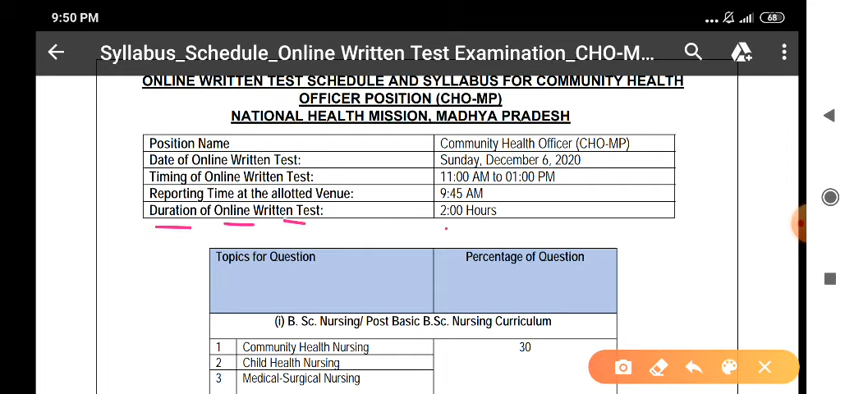 9:50 PM
68
Syllabus_Schedule_Online Written Test Examination_CHO-M...
ONLINE WRITTEN TEST SCHEDULE AND SYLLABUS FOR COMMUNITY HEALTH
OFFICER POSITION (CHO-MP)
NATIONAL HEALTH MISSION, MADHYA PRADESH
Position Name Community Health Officer (CHO-MP)
Date of Online Written Test: Sunday, December 6, 2020
Timing of Online Written Test: 11:00 AM to 01:00 PM
Reporting Time at the allotted Venue: 9:45 AM
Duration of Online Written Test: 2:00 Hours
Topics for Question Percentage of Question
(i) B. Sc. Nursing/ Post Basic B.Sc. Nursing Curriculum
1 Community Health Nursing 30
2 Child Health Nursing
3 Medical-Surgical Nursing